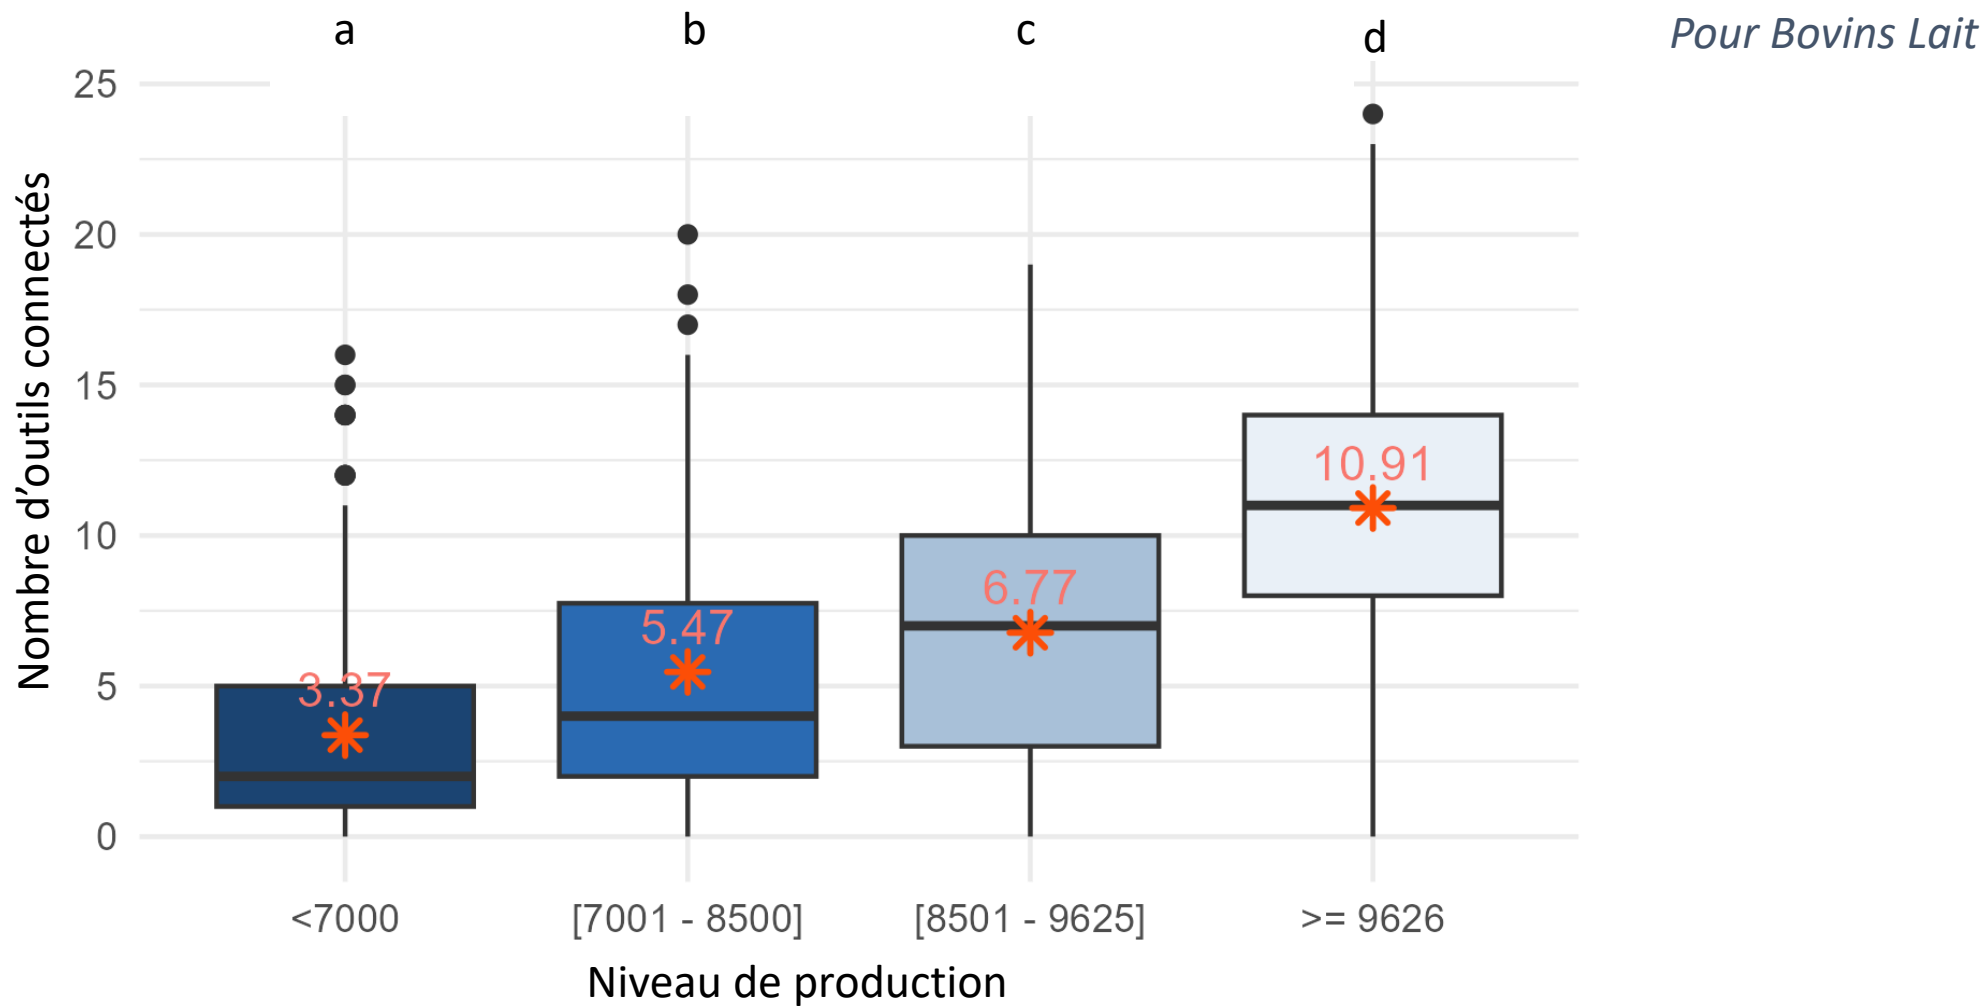 a b c d Pour Bovins Lait
Nombre d’outils connectés
25
20
15
10
5
0
3.37
5.47
6.77
10.91
<7000 [7001 - 8500] [8501 - 9625] >= 9626
Niveau de production